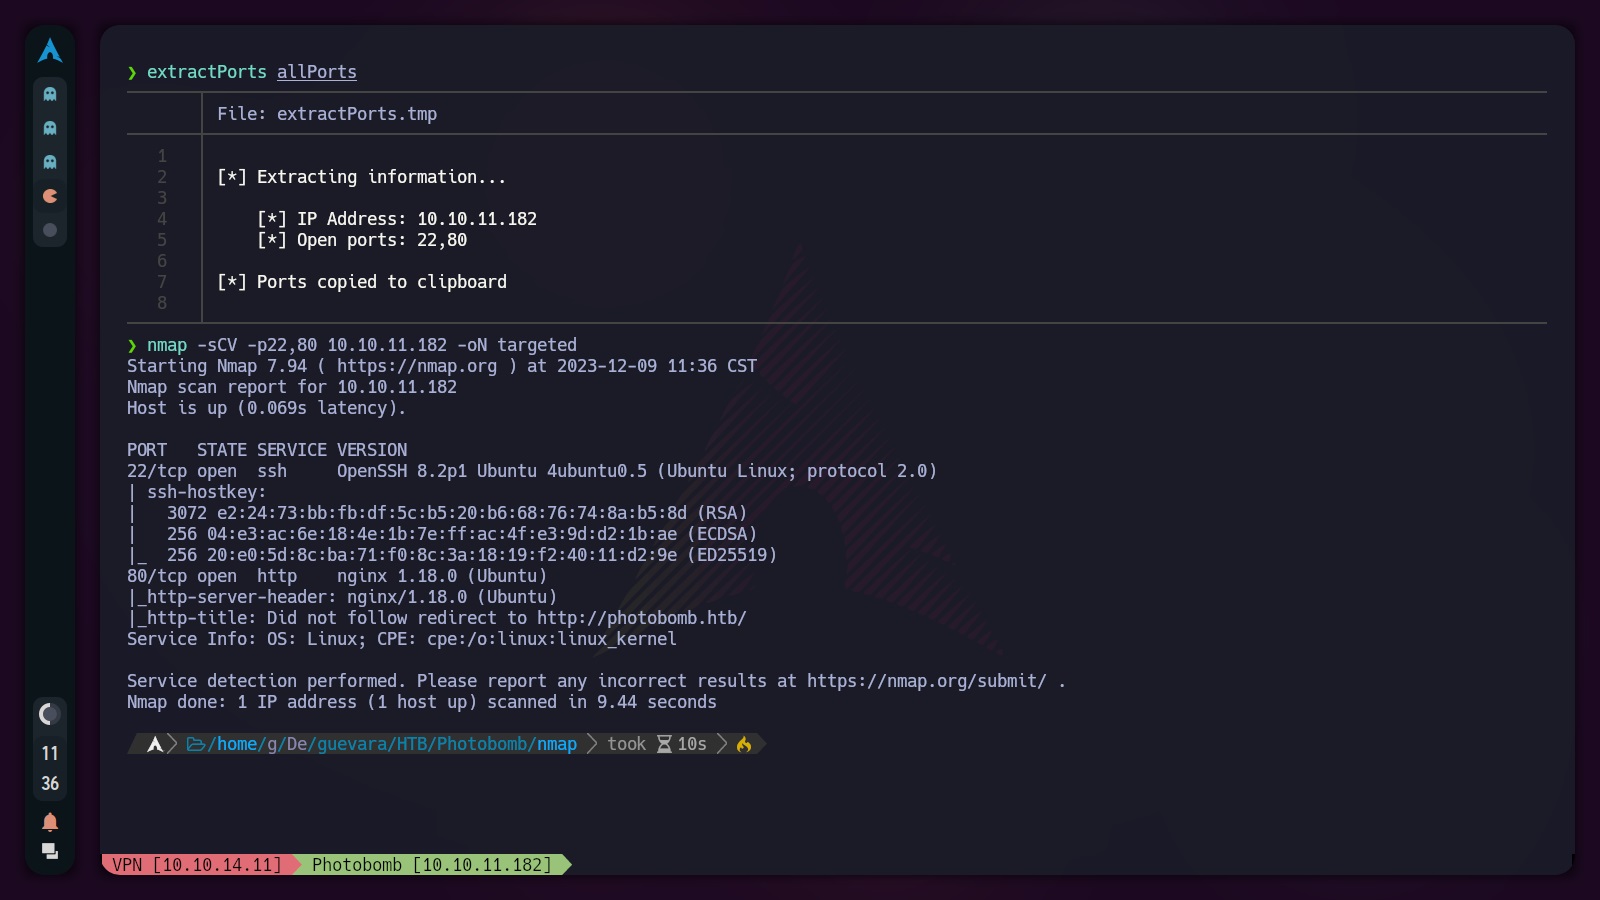 ❯ extractPorts allPorts
File: extractPorts.tmp
1
2 [*] Extracting information...
3
4 [*] IP Address: 10.10.11.182
5 [*] Open ports: 22,80
6
7 [*] Ports copied to clipboard
8
❯ nmap -sCV -p22,80 10.10.11.182 -oN targeted
Starting Nmap 7.94 ( https://nmap.org ) at 2023-12-09 11:36 CST
Nmap scan report for 10.10.11.182
Host is up (0.069s latency).
PORT   STATE SERVICE VERSION
22/tcp open  ssh     OpenSSH 8.2p1 Ubuntu 4ubuntu0.5 (Ubuntu Linux; protocol 2.0)
| ssh-hostkey:
|   3072 e2:24:73:bb:fb:df:5c:b5:20:b6:68:76:74:8a:b5:8d (RSA)
|   256 04:e3:ac:6e:18:4e:1b:7e:ff:ac:4f:e3:9d:d2:1b:ae (ECDSA)
|_  256 20:e0:5d:8c:ba:71:f0:8c:3a:18:19:f2:40:11:d2:9e (ED25519)
80/tcp open  http    nginx 1.18.0 (Ubuntu)
|_http-server-header: nginx/1.18.0 (Ubuntu)
|_http-title: Did not follow redirect to http://photobomb.htb/
Service Info: OS: Linux; CPE: cpe:/o:linux:linux_kernel
Service detection performed. Please report any incorrect results at https://nmap.org/submit/ .
Nmap done: 1 IP address (1 host up) scanned in 9.44 seconds
/home/g/De/guevara/HTB/Photobomb/nmap took 10s
11
36
VPN [10.10.14.11] Photobomb [10.10.11.182]